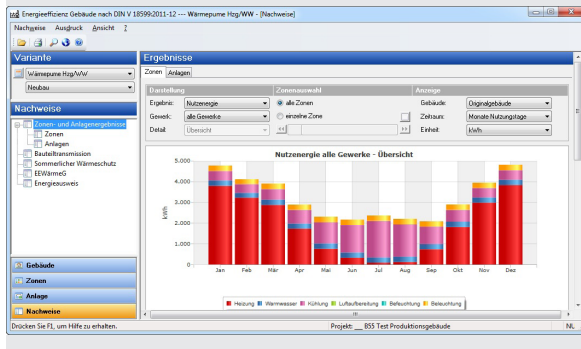 Energieeffizienz Gebäude nach DIN V 18599:2011-12 --- Wärmepume Hzg/WW - [Nachweise]
Nachweise Ausdruck Ansicht ?
Variante
Wärmepume Hzg/WW
Neubau
Nachweise
Zonen- und Anlagenergebnisse
Zonen
Anlagen
Bauteiltransmission
Sommerlicher Wärmeschutz
EEWärmeG
Energieausweis
Gebäude
Zonen
Anlage
Nachweise
Ergebnisse
Zonen Anlagen
Darstellung Zonenauswahl Anzeige
Ergebnis: Nutzenergie alle Zonen Gebäude: Originalgebäude
Gewerk: alle Gewerke einzelne Zone Zeitraum: Monate Nutzungstage
Detail: Übersicht << >> Einheit: kWh
Nutzenergie alle Gewerke - Übersicht
kWh
5.000
4.000
3.000
2.000
1.000
0
Jan Feb Mär Apr Mai Jun Jul Aug Sep Okt Nov Dez
Heizung Warmwasser Kühlung Luftaufbereitung Befeuchtung Beleuchtung
Drücken Sie F1, um Hilfe zu erhalten. Projekt: __ B55 Test Produktionsgebäude NL